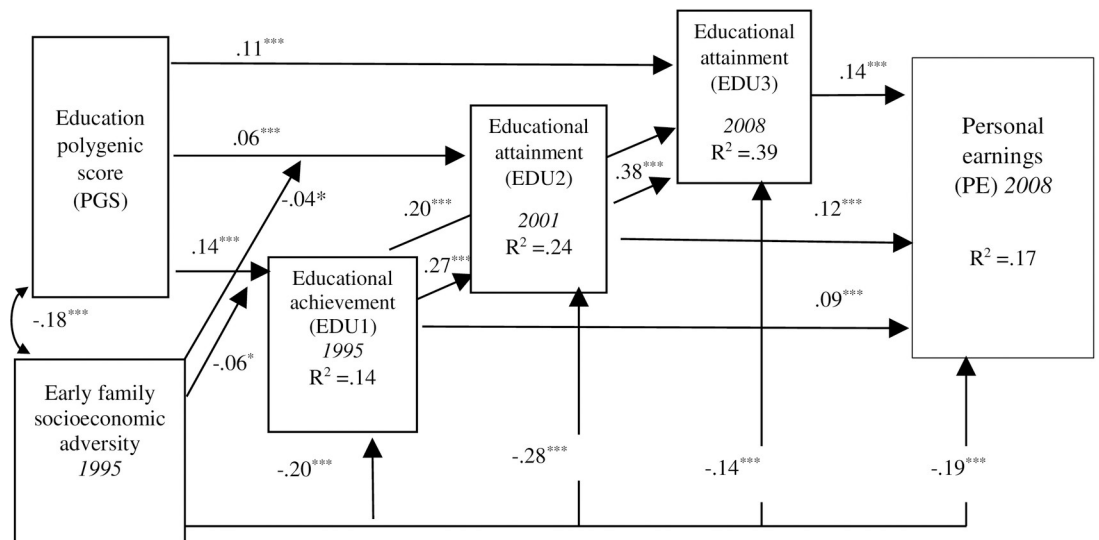 Education
polygenic
score
(PGS)
Early family
socioeconomic
adversity
1995
-.18***
.11***
.06***
-.04*
.14***
-.06*
Educational
achievement
(EDU1)
1995
R² =.14
.20***
.27***
Educational
attainment
(EDU2)
2001
R² =.24
.38***
Educational
attainment
(EDU3)
2008
R² =.39
.14***
.12***
.09***
Personal
earnings
(PE) 2008
R² =.17
-.20***
-.28***
-.14***
-.19***